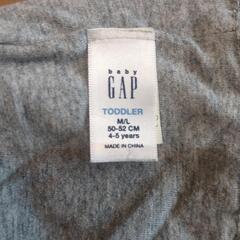 baby
GAP
TODDLER
M/L
50-52 CM
4-5 years
MADE IN CHINA